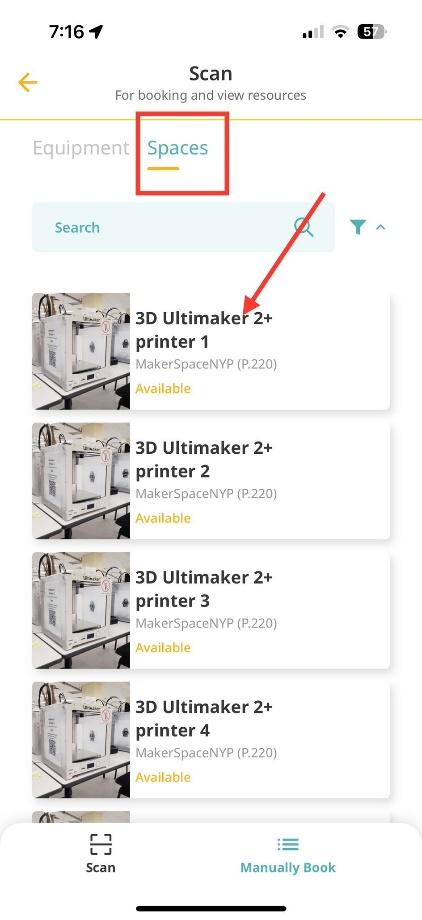 7:16
57
Scan
For booking and view resources
Equipment
Spaces
Search
3D Ultimaker 2+
printer 1
MakerSpaceNYP (P.220)
Available
3D Ultimaker 2+
printer 2
MakerSpaceNYP (P.220)
Available
3D Ultimaker 2+
printer 3
MakerSpaceNYP (P.220)
Available
3D Ultimaker 2+
printer 4
MakerSpaceNYP (P.220)
Available
Scan
Manually Book